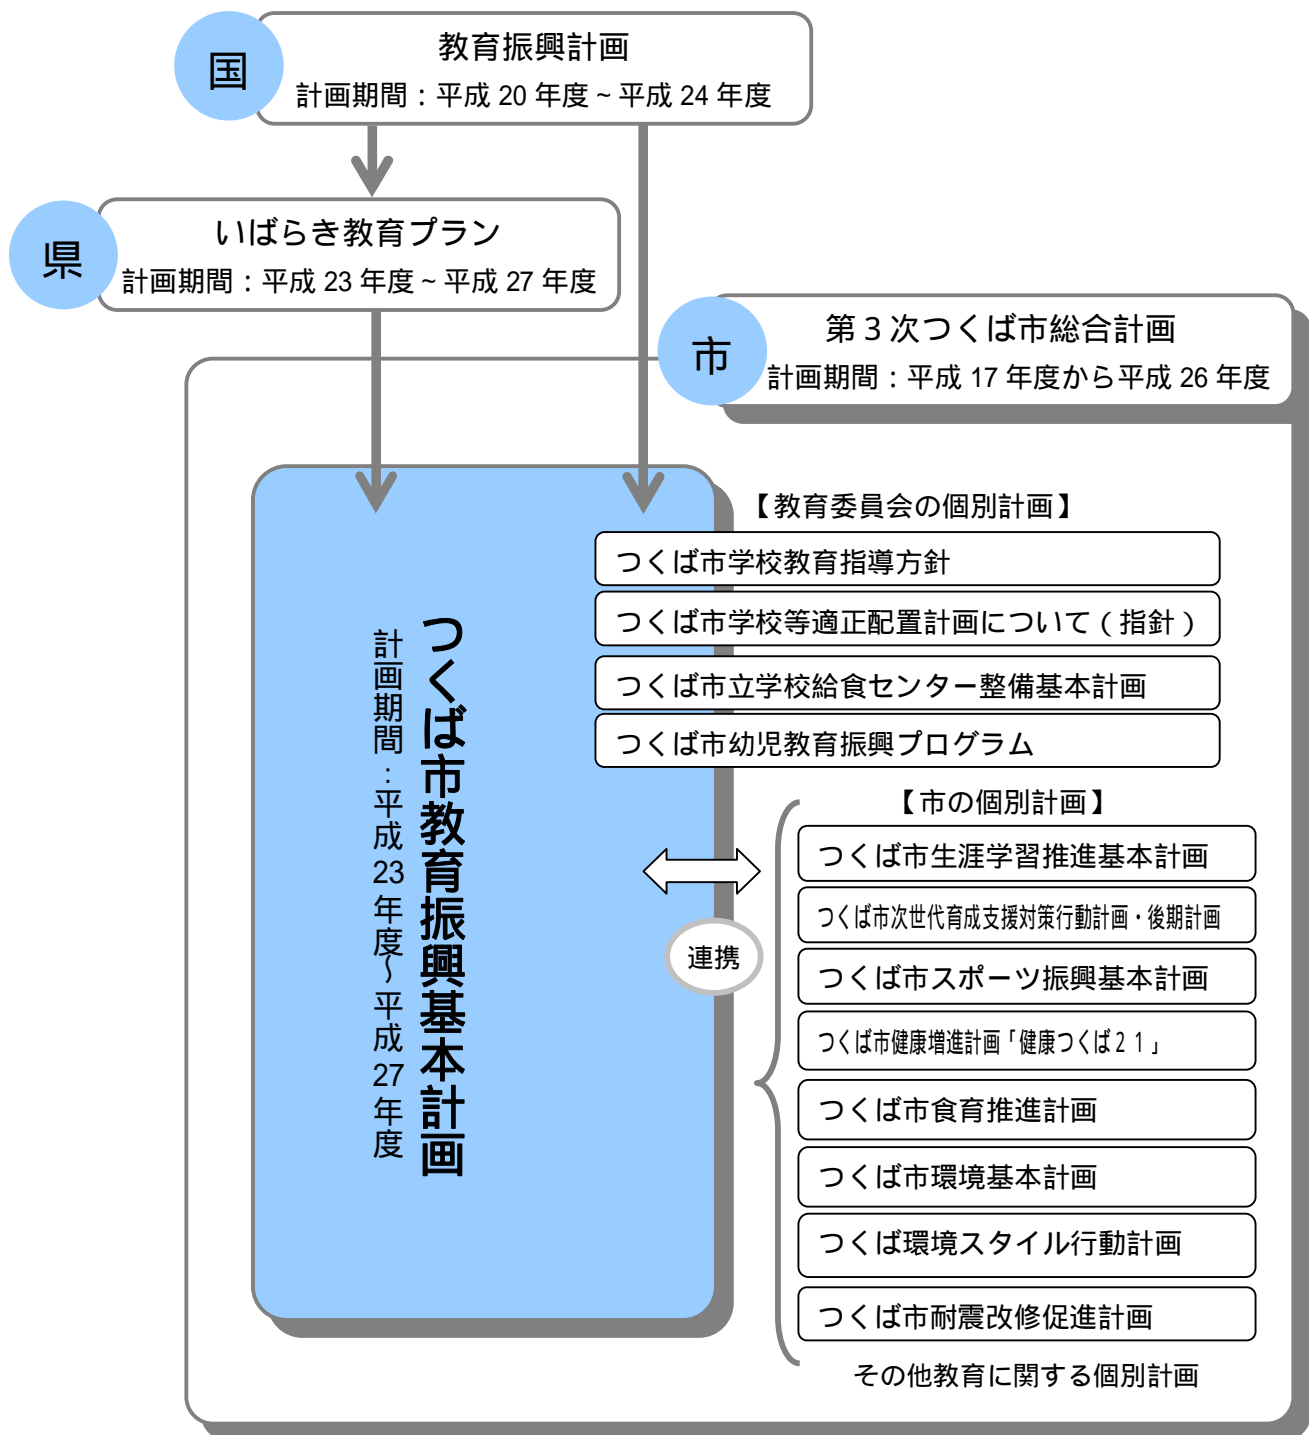 国
教育振興計画
計画期間：平成 20 年度～平成 24 年度
県
いばらき教育プラン
計画期間：平成 23 年度～平成 27 年度
市
第３次つくば市総合計画
計画期間：平成 17 年度から平成 26 年度
つくば市教育振興基本計画
計画期間：平成 23 年度～平成 27 年度
【教育委員会の個別計画】
つくば市学校教育指導方針
つくば市学校等適正配置計画について（指針）
つくば市立学校給食センター整備基本計画
つくば市幼児教育振興プログラム
連携
【市の個別計画】
つくば市生涯学習推進基本計画
つくば市次世代育成支援対策行動計画・後期計画
つくば市スポーツ振興基本計画
つくば市健康増進計画「健康つくば２１」
つくば市食育推進計画
つくば市環境基本計画
つくば環境スタイル行動計画
つくば市耐震改修促進計画
その他教育に関する個別計画